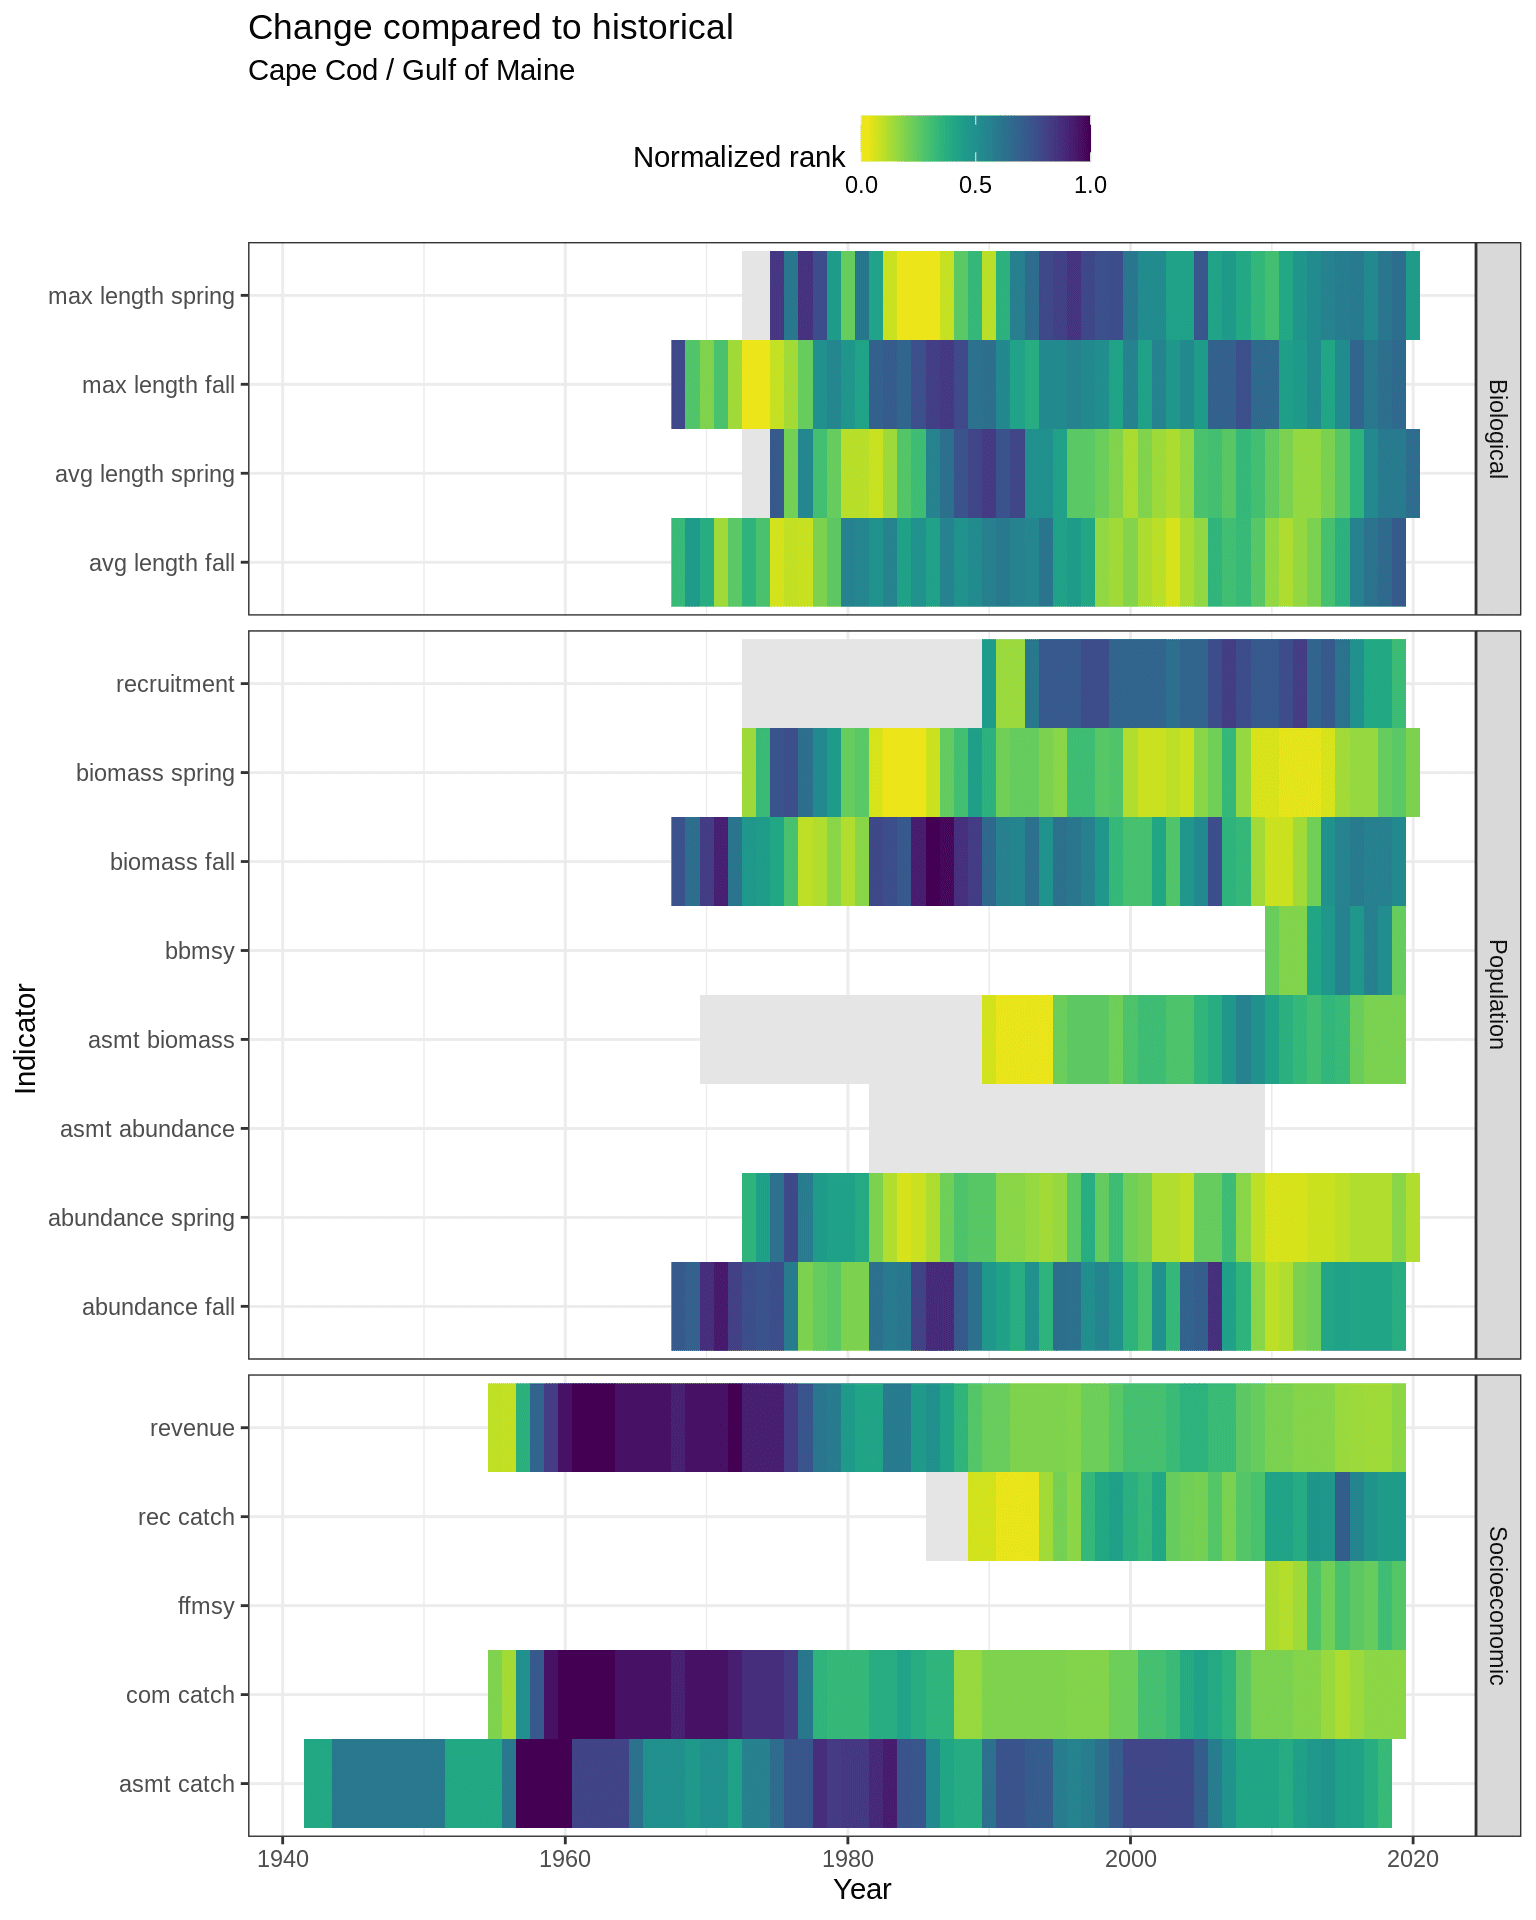 Change compared to historical
Cape Cod / Gulf of Maine
Normalized rank
0.0 0.5 1.0
max length spring
max length fall
avg length spring
avg length fall
Biological
recruitment
biomass spring
biomass fall
bbmsy
asmt biomass
asmt abundance
abundance spring
abundance fall
Population
revenue
rec catch
ffmsy
com catch
asmt catch
Socioeconomic
Indicator
1940 1960 1980 2000 2020
Year